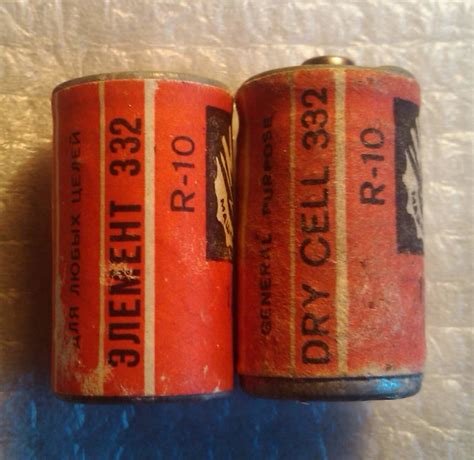 ДЛЯ ЛЮБЫХ ЦЕЛЕЙ
ЭЛЕМЕНТ 332
R-10
GENERAL PURPOSE
DRY CELL 332
R-10